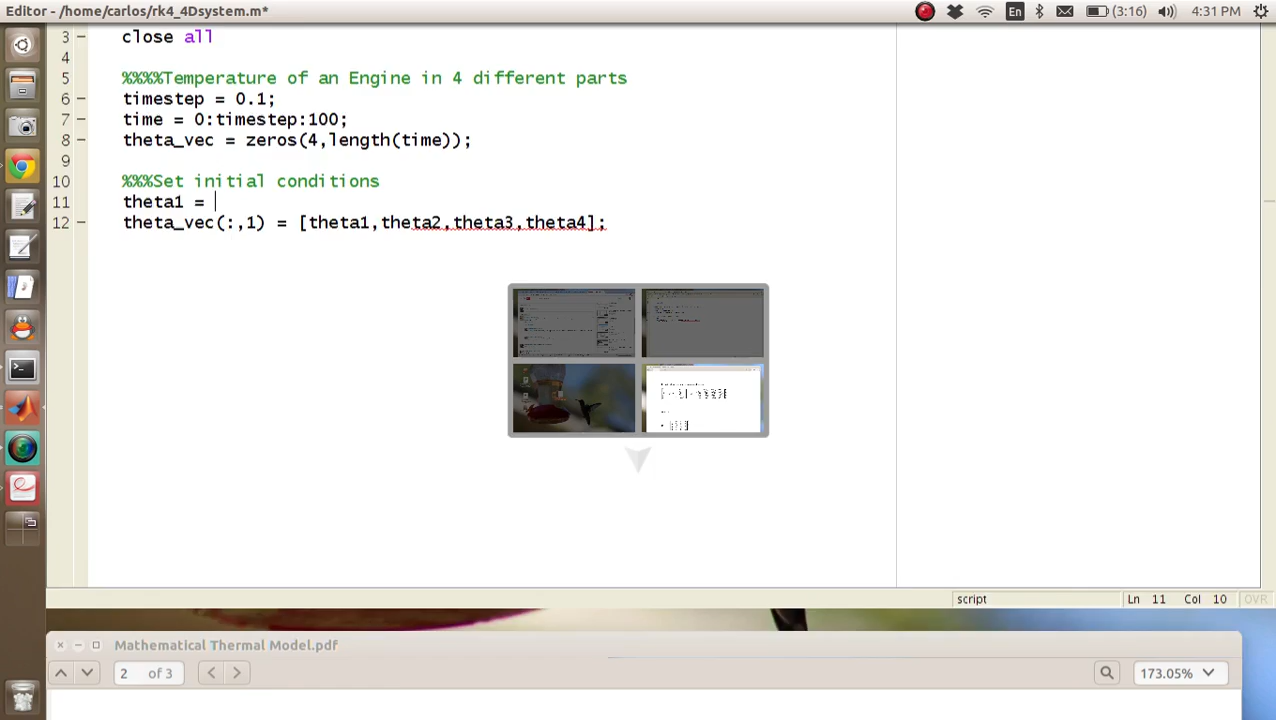 Editor - /home/carlos/rk4_4Dsystem.m*
En
(3:16)
4:31 PM
3 – close all
4
5 %%%%Temperature of an Engine in 4 different parts
6 – timestep = 0.1;
7 – time = 0:timestep:100;
8 – theta_vec = zeros(4,length(time));
9
10 %%%Set initial conditions
11 theta1 =
12 – theta_vec(:,1) = [theta1,theta2,theta3,theta4];
script
Ln 11 Col 10
OVR
Mathematical Thermal Model.pdf
2 of 3
173.05%